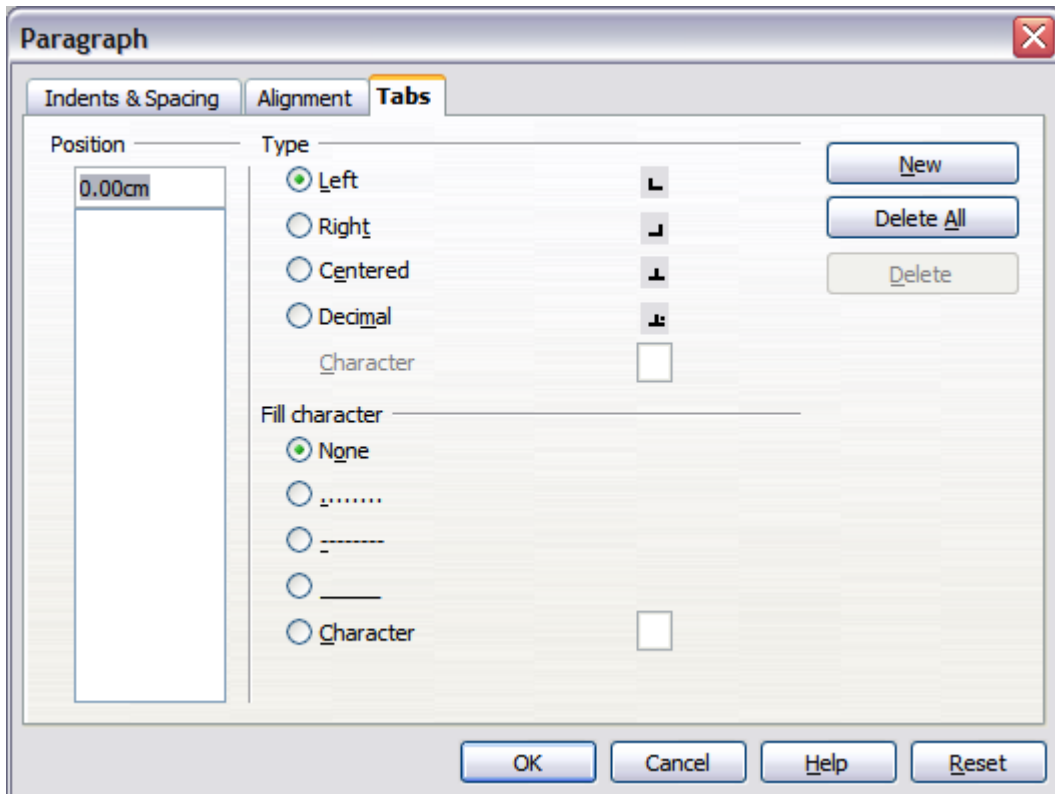 Paragraph
Indents & Spacing Alignment Tabs
Position Type
0.00cm
Left
Right
Centered
Decimal
Character
Fill character
None
........
--------
_____
Character
New
Delete All
Delete
OK Cancel Help Reset